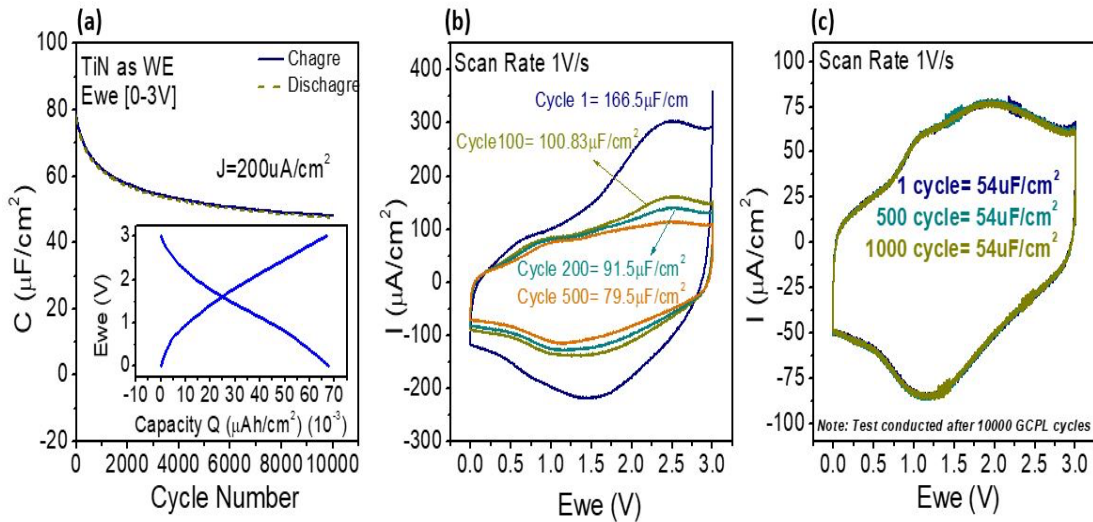 (a)
100
80
60
40
20
0
-20
C (μF/cm²)
TiN as WE
Ewe [0-3V]
Chagre
Dischagre
J=200uA/cm²
3
2
1
0
Ewe (V)
-10 0 10 20 30 40 50 60 70
Capacity Q (μAh/cm²) (10⁻³)
0 2000 4000 6000 8000 10000
Cycle Number
(b)
400
300
200
100
0
-100
-200
-300
I (μA/cm²)
Scan Rate 1V/s
Cycle 1= 166.5μF/cm
Cycle100= 100.83μF/cm²
Cycle 200= 91.5μF/cm²
Cycle 500= 79.5μF/cm²
0.0 0.5 1.0 1.5 2.0 2.5 3.0
Ewe (V)
(c)
100
75
50
25
0
-25
-50
-75
-100
I (μA/cm²)
Scan Rate 1V/s
1 cycle= 54uF/cm²
500 cycle= 54uF/cm²
1000 cycle= 54uF/cm²
Note: Test conducted after 10000 GCPL cycles
0.0 0.5 1.0 1.5 2.0 2.5 3.0
Ewe (V)